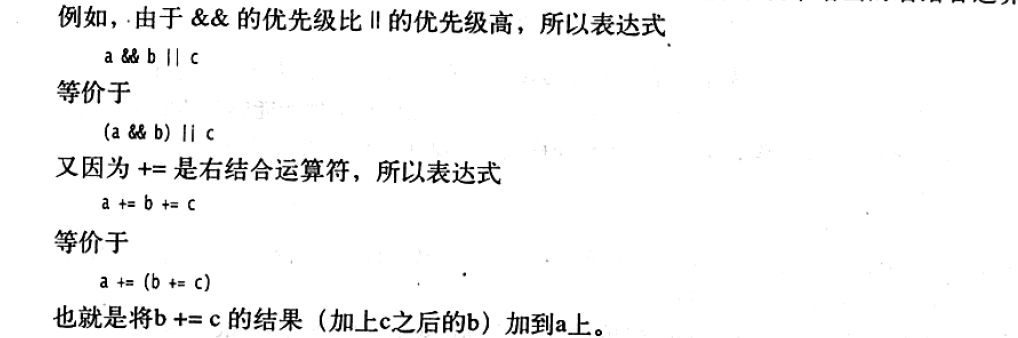 例如,由于 && 的优先级比 || 的优先级高，所以表达式
a && b || c
等价于
(a && b) || c
又因为 += 是右结合运算符，所以表达式
a += b += c
等价于
a += (b += c)
也就是将b += c 的结果（加上c之后的b）加到a上。